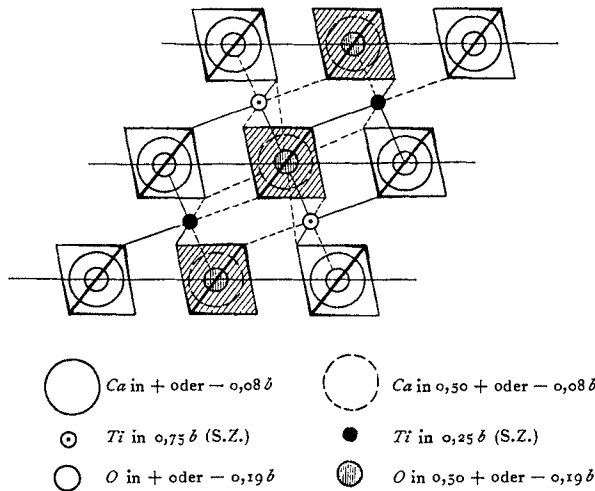 Ca in + oder − 0,08 b
Ca in 0,50 + oder − 0,08 b
Ti in 0,75 b (S.Z.)
Ti in 0,25 b (S.Z.)
O in + oder − 0,19 b
O in 0,50 + oder − 0,19 b